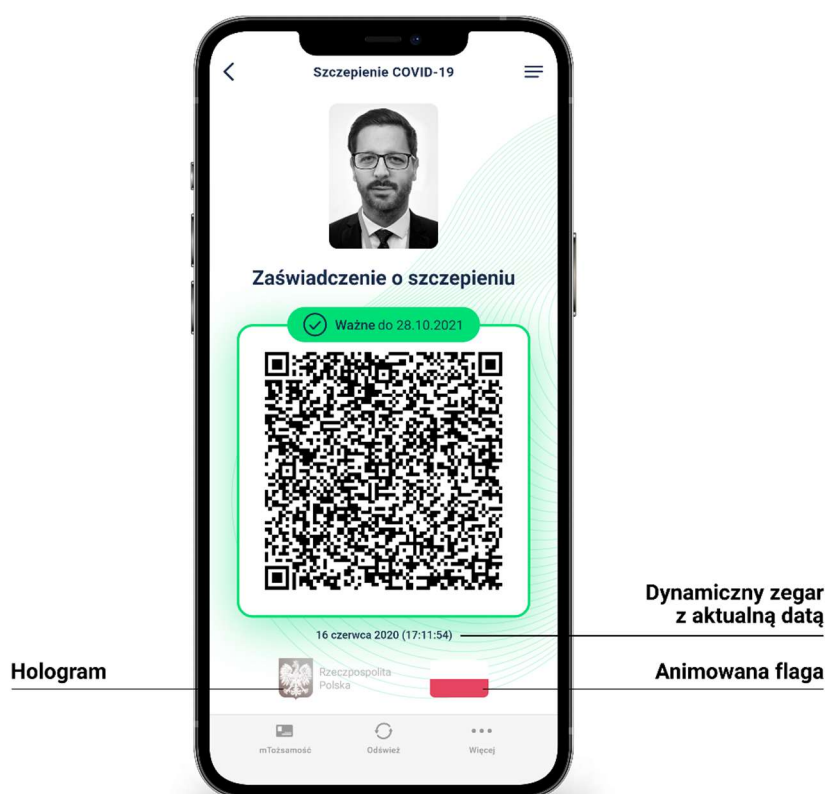 Szczepienie COVID-19
Zaświadczenie o szczepieniu
Ważne do 28.10.2021
Dynamiczny zegar
z aktualną datą
16 czerwca 2020 (17:11:54)
Hologram
Rzeczpospolita
Polska
Animowana flaga
mTożsamość
Odśwież
Więcej